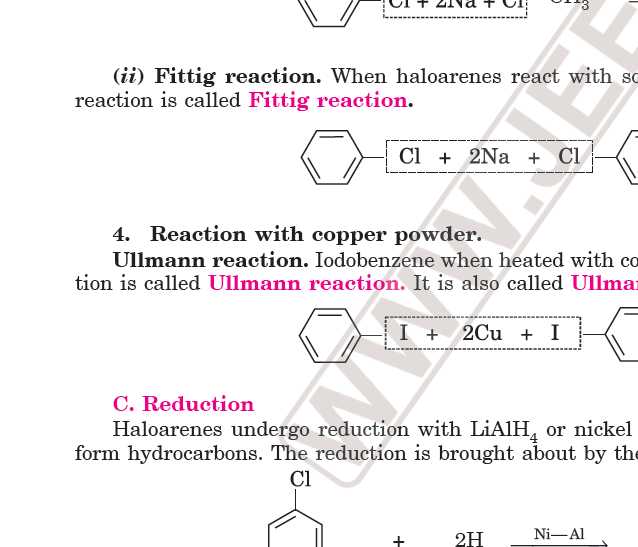 Cl + 2Na + Cl CH3
(ii) Fittig reaction. When haloarenes react with so
reaction is called Fittig reaction.
Cl + 2Na + Cl
4. Reaction with copper powder.
Ullmann reaction. Iodobenzene when heated with co
tion is called Ullmann reaction. It is also called Ullma
I + 2Cu + I
C. Reduction
Haloarenes undergo reduction with LiAlH4 or nickel
form hydrocarbons. The reduction is brought about by the
Cl
+ 2H Ni—Al
WWW.JEE